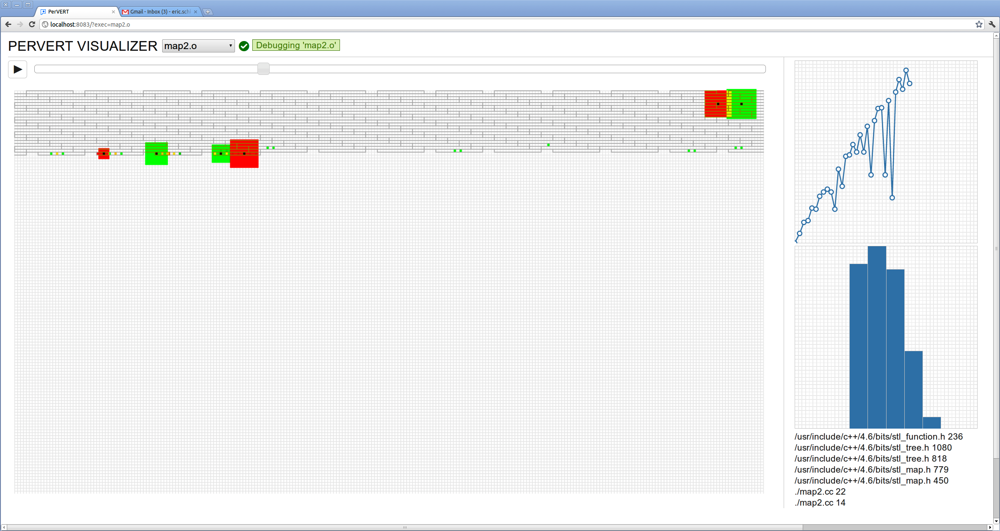 PerVERT
Gmail - Inbox (3) - eric.schl
localhost:8083/?exec=map2.o
PERVERT VISUALIZER
map2.o
Debugging 'map2.o'
/usr/include/c++/4.6/bits/stl_function.h 236
/usr/include/c++/4.6/bits/stl_tree.h 1080
/usr/include/c++/4.6/bits/stl_tree.h 818
/usr/include/c++/4.6/bits/stl_map.h 779
/usr/include/c++/4.6/bits/stl_map.h 450
./map2.cc 22
./map2.cc 14